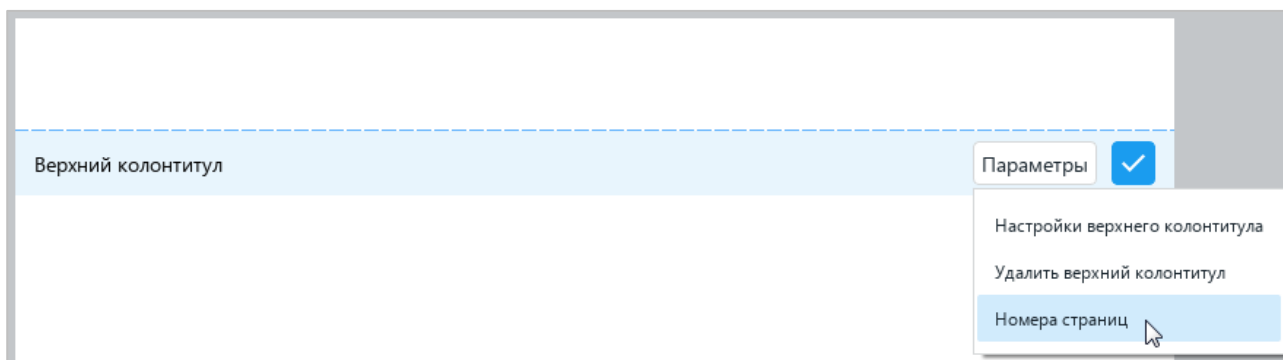 Верхний колонтитул
Параметры
Настройки верхнего колонтитула
Удалить верхний колонтитул
Номера страниц